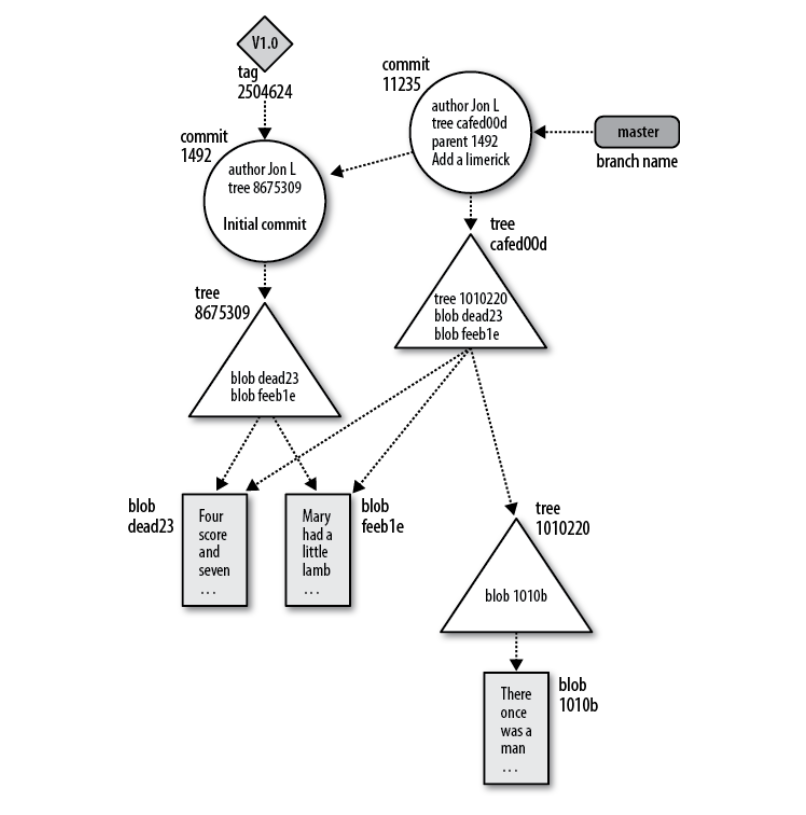 V1.0
tag
2504624
commit
1492
author Jon L
tree 8675309
Initial commit
commit
11235
author Jon L
tree cafed00d
parent 1492
Add a limerick
master
branch name
tree
8675309
blob dead23
blob feeb1e
tree
cafed00d
tree 1010220
blob dead23
blob feeb1e
blob
dead23
Four
score
and
seven
...
Mary
had a
little
lamb
...
blob
feeb1e
tree
1010220
blob 1010b
There
once
was a
man
...
blob
1010b